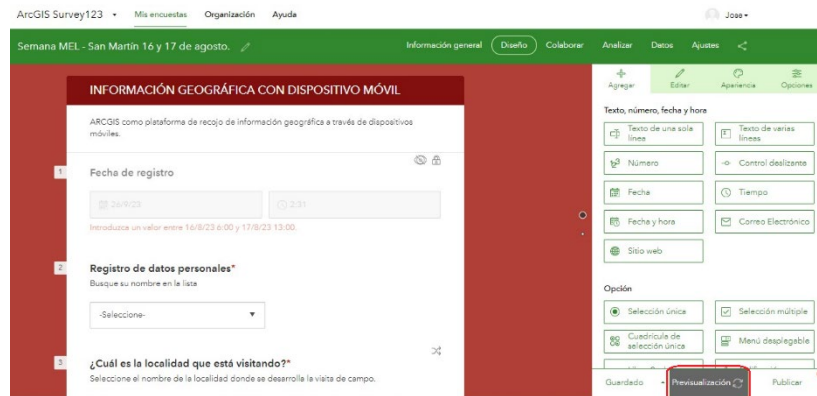 ArcGIS Survey123
Mis encuestas
Organización
Ayuda
Jose
Semana MEL - San Martín 16 y 17 de agosto.
Información general
Diseño
Colaborar
Analizar
Datos
Ajustes
INFORMACIÓN GEOGRÁFICA CON DISPOSITIVO MÓVIL
ARCGIS como plataforma de recojo de información geográfica a través de dispositivos
móviles.
1
Fecha de registro
26/9/23
2:31
Introduzca un valor entre 16/8/23 6:00 y 17/8/23 13:00.
2
Registro de datos personales*
Busque su nombre en la lista
-Seleccione-
3
¿Cuál es la localidad que está visitando?*
Seleccione el nombre de la localidad donde se desarrolla la visita de campo.
Agregar
Editar
Apariencia
Opciones
Texto, número, fecha y hora
Texto de una sola
línea
Texto de varias
líneas
Número
Control deslizante
Fecha
Tiempo
Fecha y hora
Correo Electrónico
Sitio web
Opción
Selección única
Selección múltiple
Cuadrícula de
selección única
Menú desplegable
Guardado
Previsualización
Publicar